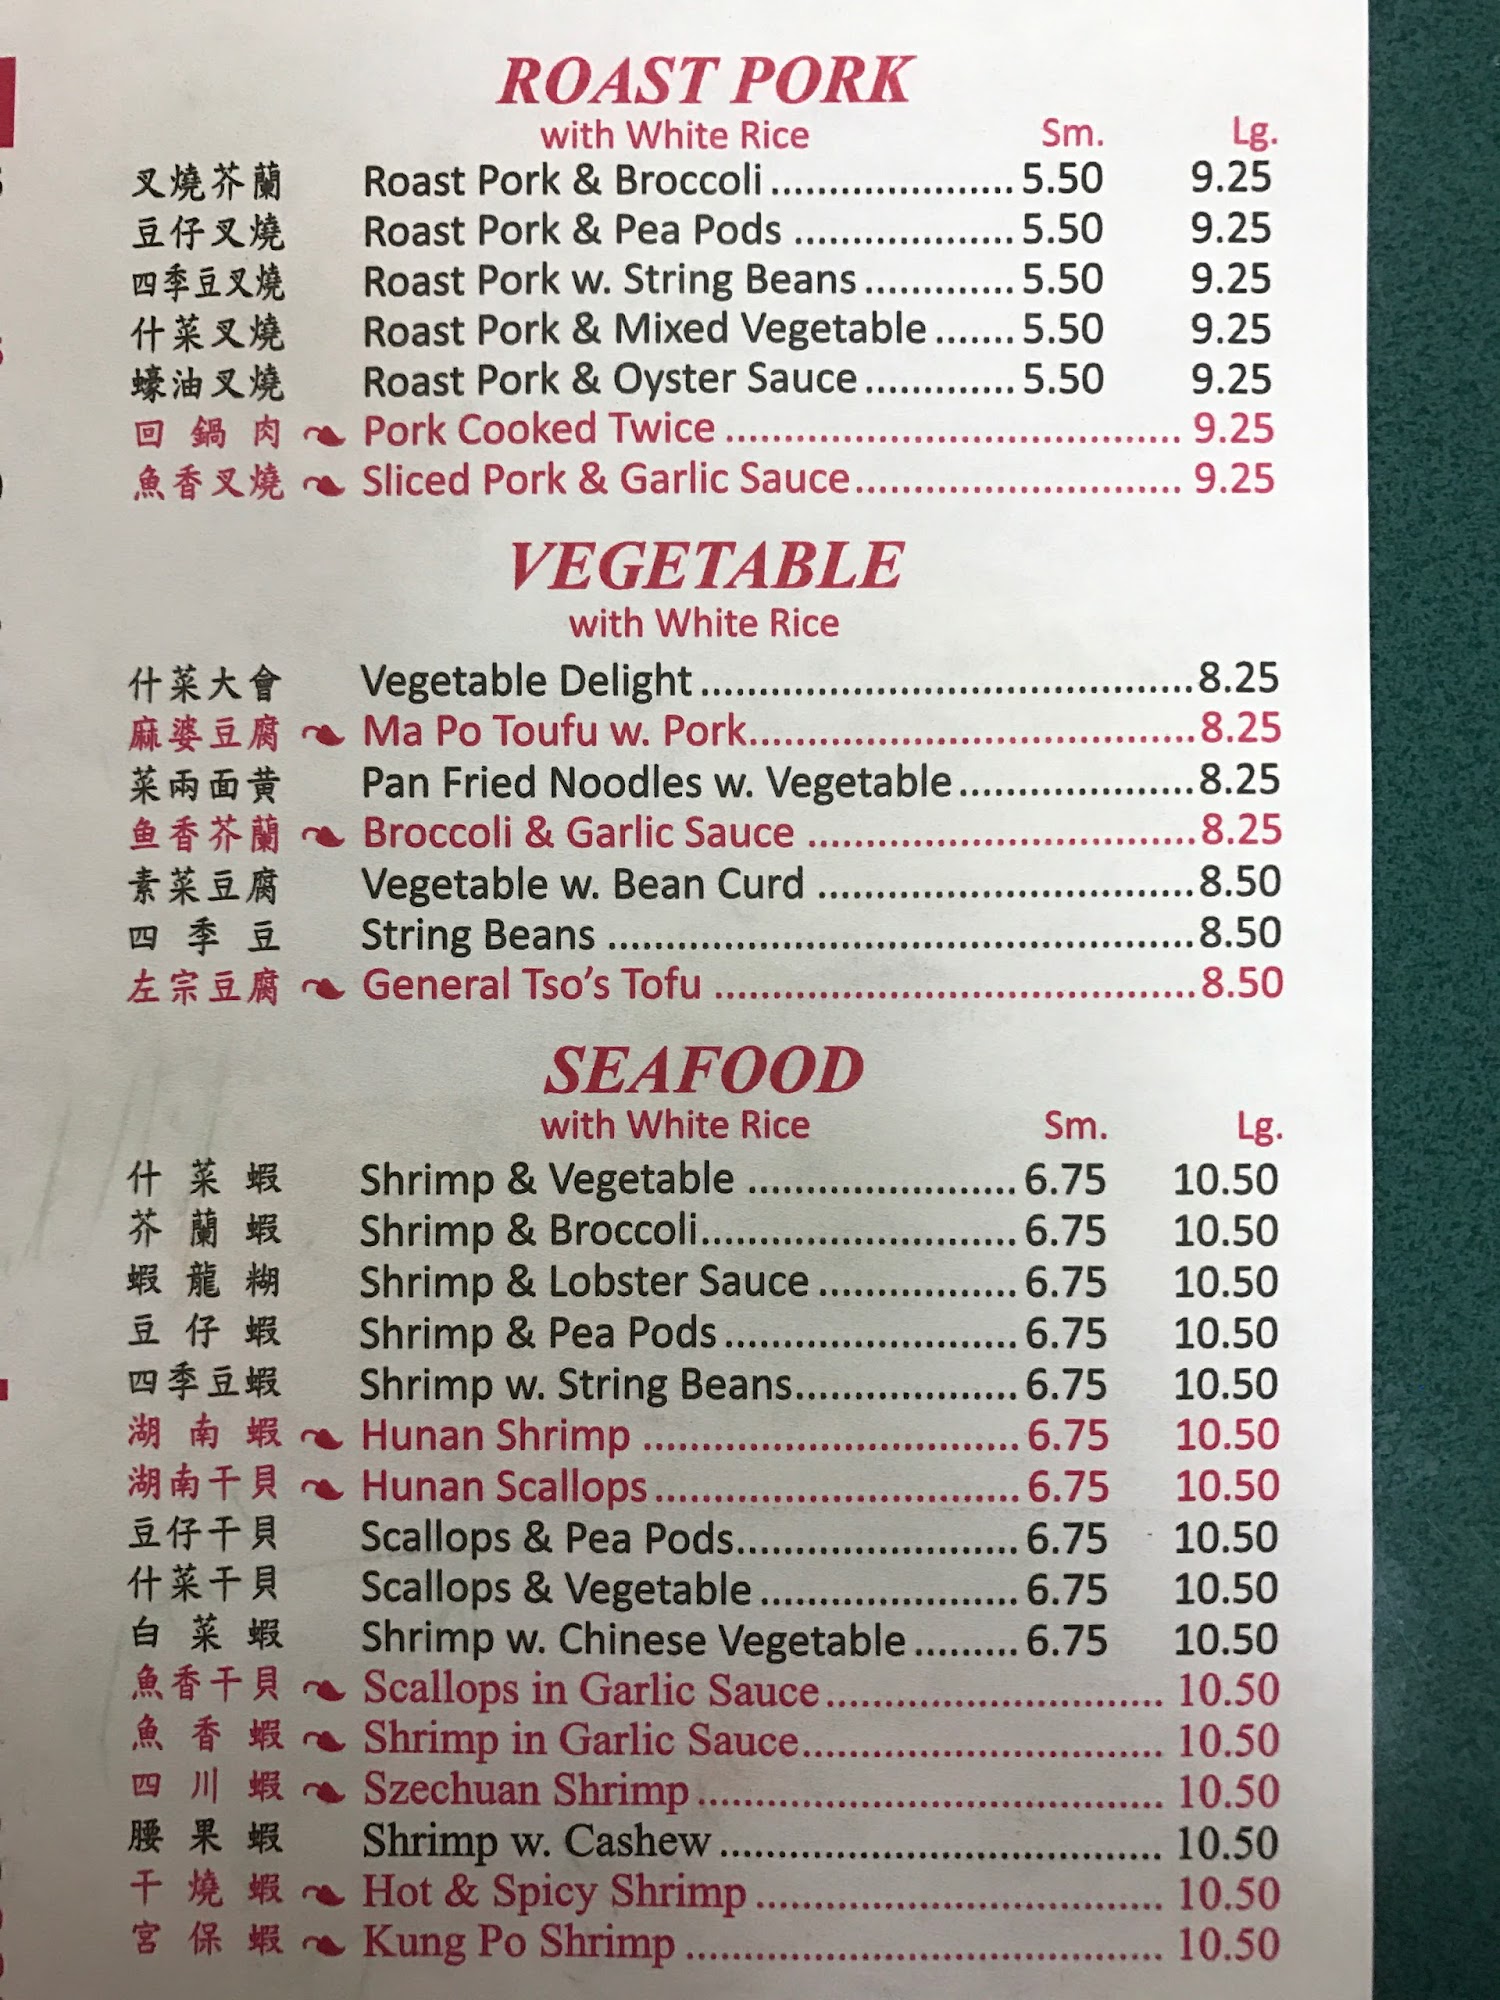 ROAST PORK
with White Rice Sm. Lg.
叉燒芥蘭 Roast Pork & Broccoli ..................... 5.50 9.25
豆仔叉燒 Roast Pork & Pea Pods ................... 5.50 9.25
四季豆叉燒 Roast Pork w. String Beans ............. 5.50 9.25
什菜叉燒 Roast Pork & Mixed Vegetable ....... 5.50 9.25
蠔油叉燒 Roast Pork & Oyster Sauce ............. 5.50 9.25
回鍋肉 Pork Cooked Twice ....................................... 9.25
魚香叉燒 Sliced Pork & Garlic Sauce............................ 9.25
VEGETABLE
with White Rice
什菜大會 Vegetable Delight ...........................................8.25
麻婆豆腐 Ma Po Toufu w. Pork.......................................8.25
菜兩面黄 Pan Fried Noodles w. Vegetable.....................8.25
鱼香芥蘭 Broccoli & Garlic Sauce ..................................8.25
素菜豆腐 Vegetable w. Bean Curd .................................8.50
四季豆 String Beans ...................................................8.50
左宗豆腐 General Tso's Tofu ..........................................8.50
SEAFOOD
with White Rice Sm. Lg.
什菜蝦 Shrimp & Vegetable ....................... 6.75 10.50
芥蘭蝦 Shrimp & Broccoli........................... 6.75 10.50
蝦龍糊 Shrimp & Lobster Sauce ................. 6.75 10.50
豆仔蝦 Shrimp & Pea Pods ......................... 6.75 10.50
四季豆蝦 Shrimp w. String Beans................... 6.75 10.50
湖南蝦 Hunan Shrimp ................................ 6.75 10.50
湖南干貝 Hunan Scallops ............................... 6.75 10.50
豆仔干貝 Scallops & Pea Pods........................ 6.75 10.50
什菜干貝 Scallops & Vegetable ...................... 6.75 10.50
白菜蝦 Shrimp w. Chinese Vegetable ......... 6.75 10.50
魚香干貝 Scallops in Garlic Sauce ............................. 10.50
魚香蝦 Shrimp in Garlic Sauce............................... 10.50
四川蝦 Szechuan Shrimp ........................................ 10.50
腰果蝦 Shrimp w. Cashew ...................................... 10.50
干燒蝦 Hot & Spicy Shrimp ................................... 10.50
宮保蝦 Kung Po Shrimp ......................................... 10.50